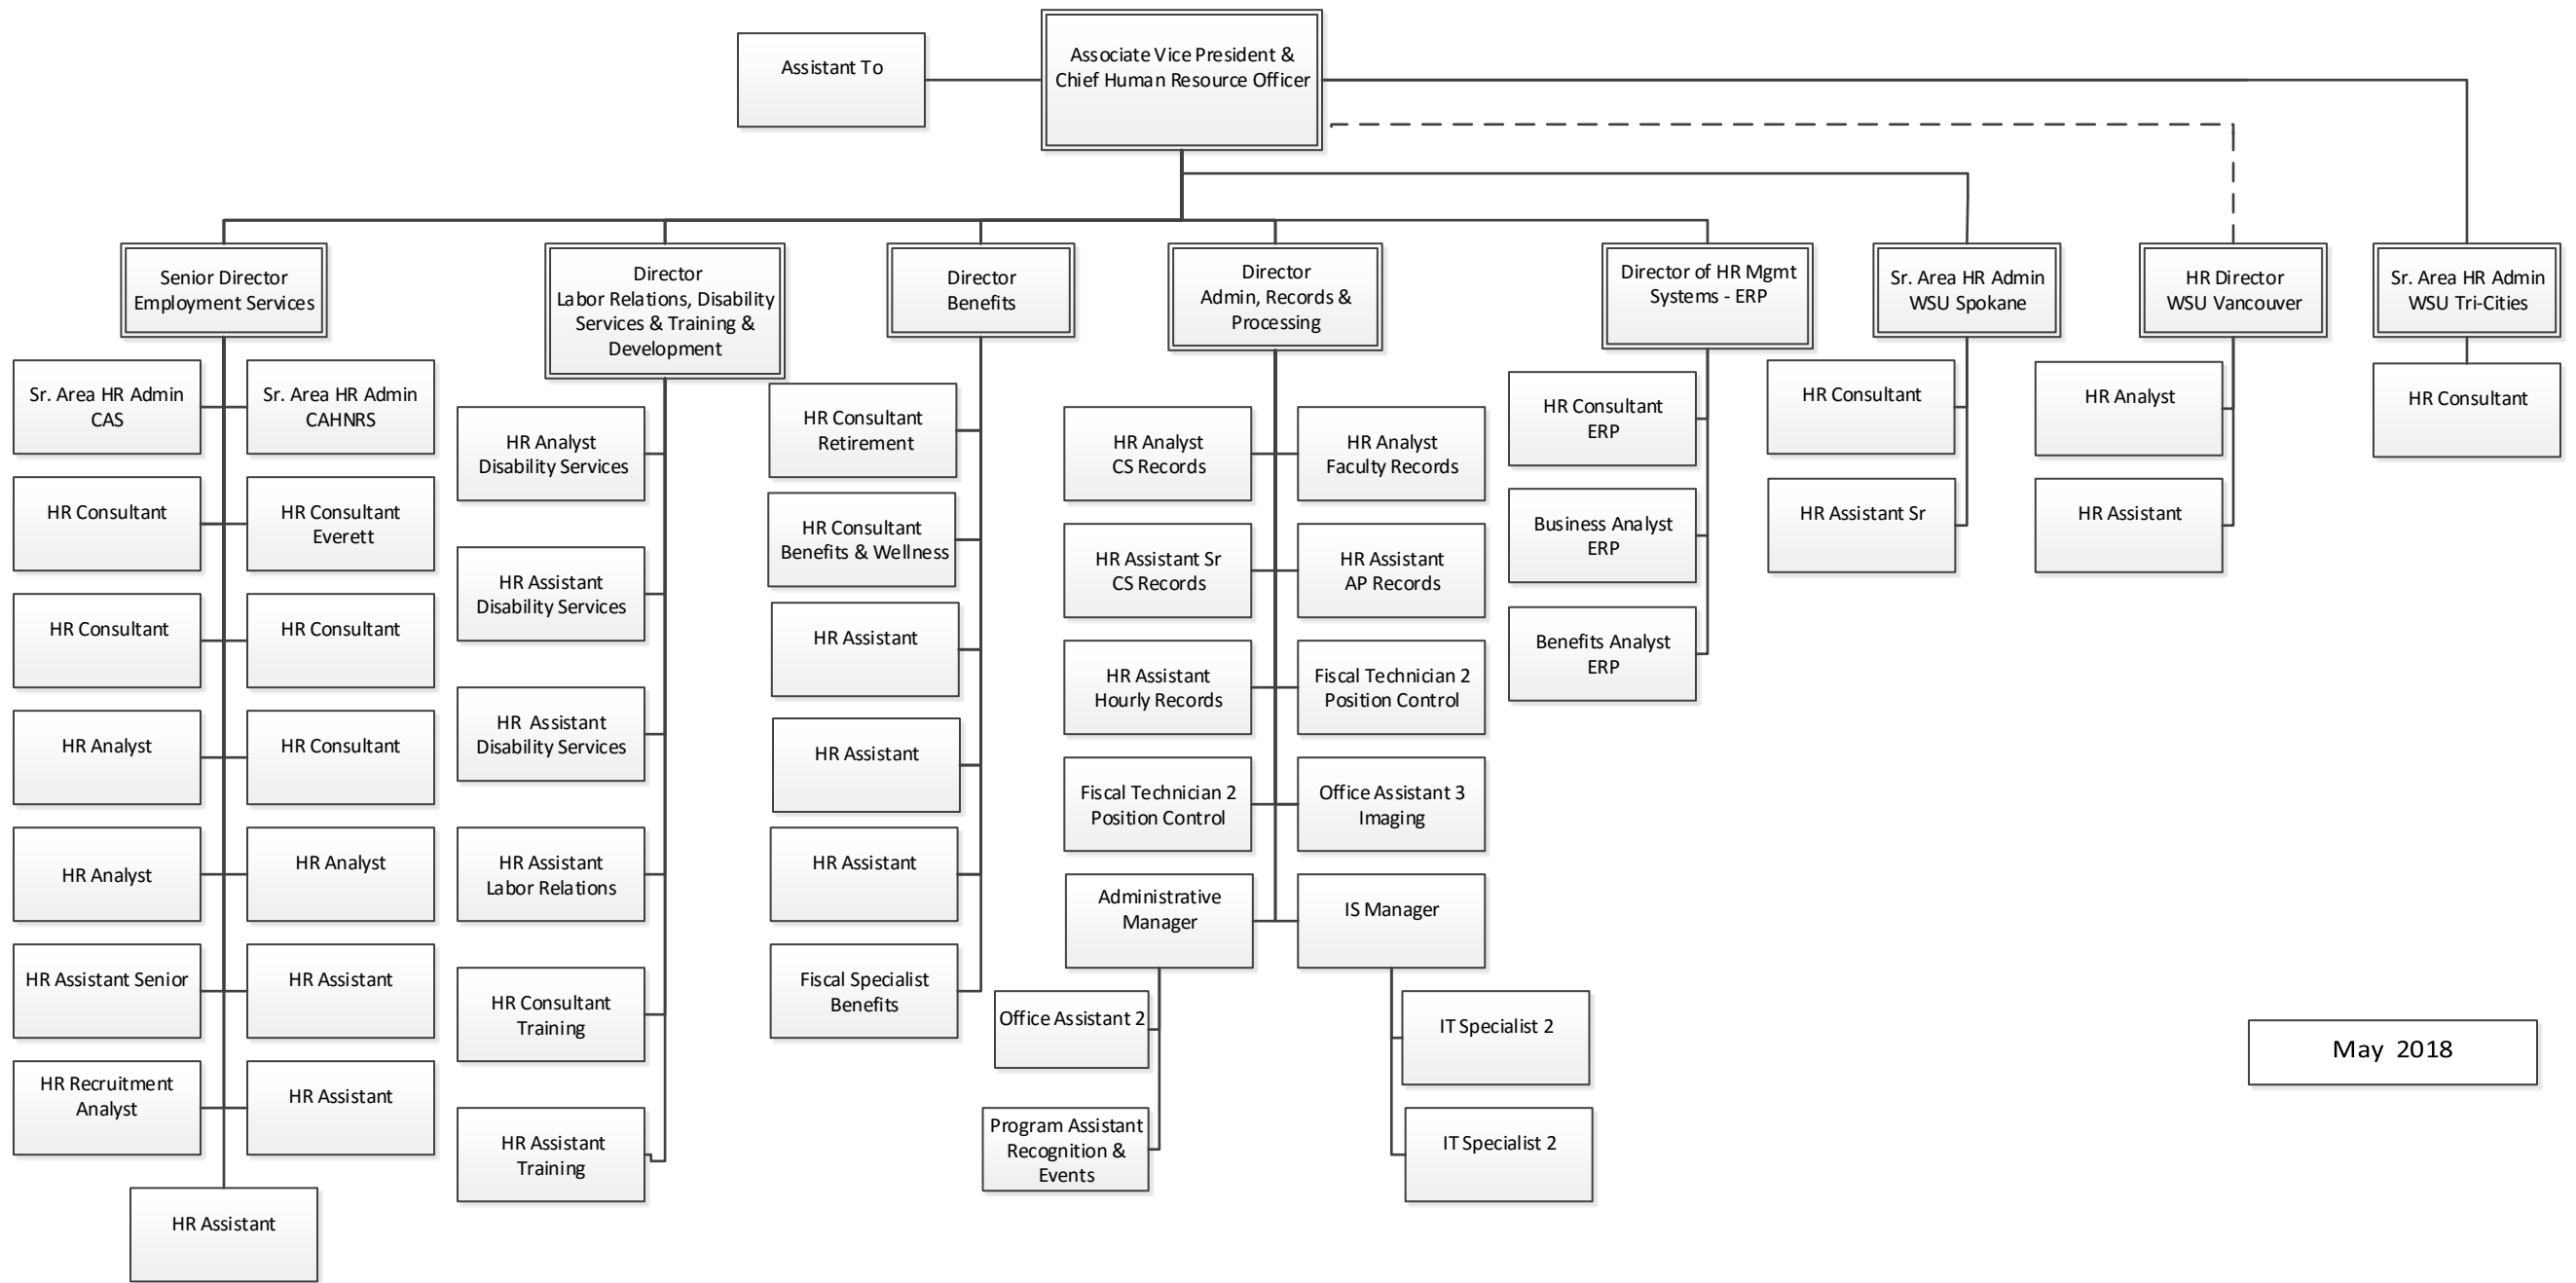 Assistant To
Associate Vice President &
Chief Human Resource Officer
Senior Director
Employment Services
Director
Labor Relations, Disability
Services & Training &
Development
Director
Benefits
Director
Admin, Records &
Processing
Director of HR Mgmt
Systems - ERP
Sr. Area HR Admin
WSU Spokane
HR Director
WSU Vancouver
Sr. Area HR Admin
WSU Tri-Cities
Sr. Area HR Admin
CAS
Sr. Area HR Admin
CAHNRS
HR Consultant
HR Consultant
Everett
HR Consultant
HR Consultant
HR Analyst
HR Consultant
HR Analyst
HR Analyst
HR Assistant Senior
HR Assistant
HR Recruitment
Analyst
HR Assistant
HR Assistant
HR Analyst
Disability Services
HR Assistant
Disability Services
HR Assistant
Disability Services
HR Assistant
Labor Relations
HR Consultant
Training
HR Assistant
Training
HR Consultant
Retirement
HR Consultant
Benefits & Wellness
HR Assistant
HR Assistant
HR Assistant
Fiscal Specialist
Benefits
HR Analyst
CS Records
HR Analyst
Faculty Records
HR Assistant Sr
CS Records
HR Assistant
AP Records
HR Assistant
Hourly Records
Fiscal Technician 2
Position Control
Fiscal Technician 2
Position Control
Office Assistant 3
Imaging
Administrative
Manager
IS Manager
Office Assistant 2
Program Assistant
Recognition &
Events
IT Specialist 2
IT Specialist 2
HR Consultant
ERP
Business Analyst
ERP
Benefits Analyst
ERP
HR Consultant
HR Assistant Sr
HR Analyst
HR Assistant
HR Consultant
May 2018